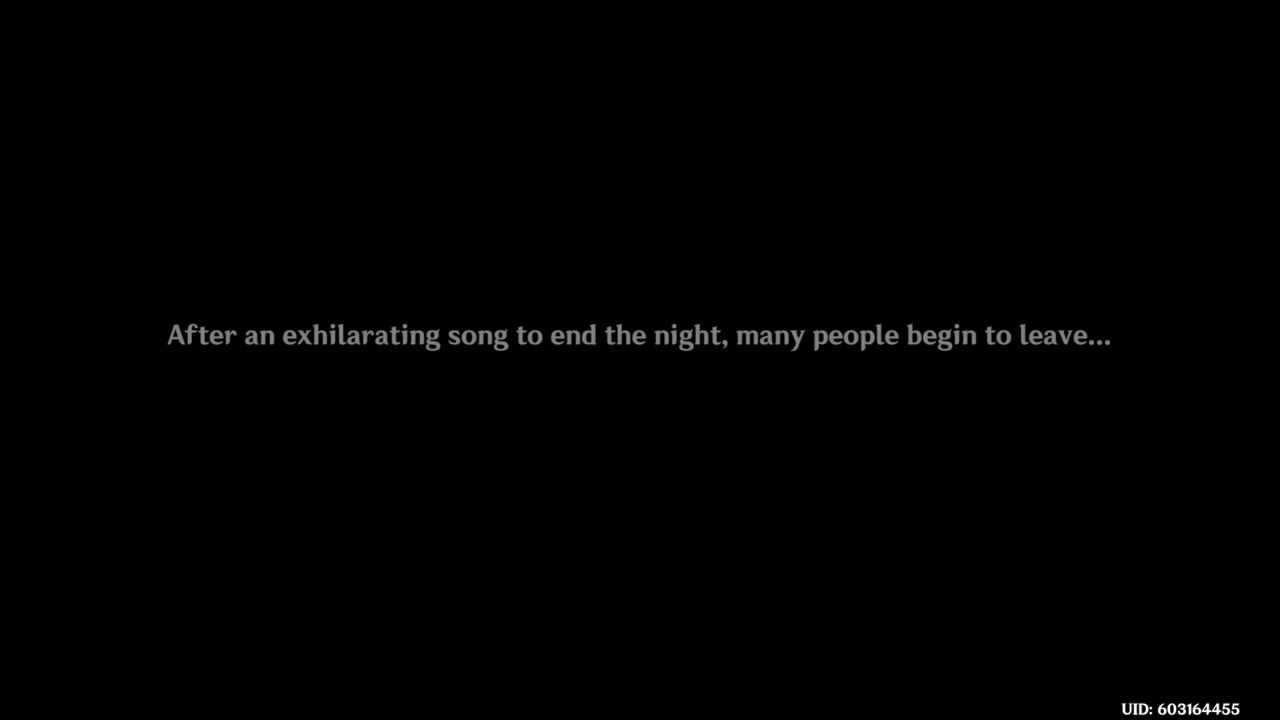 After an exhilarating song to end the night, many people begin to leave...
UID: 603164455